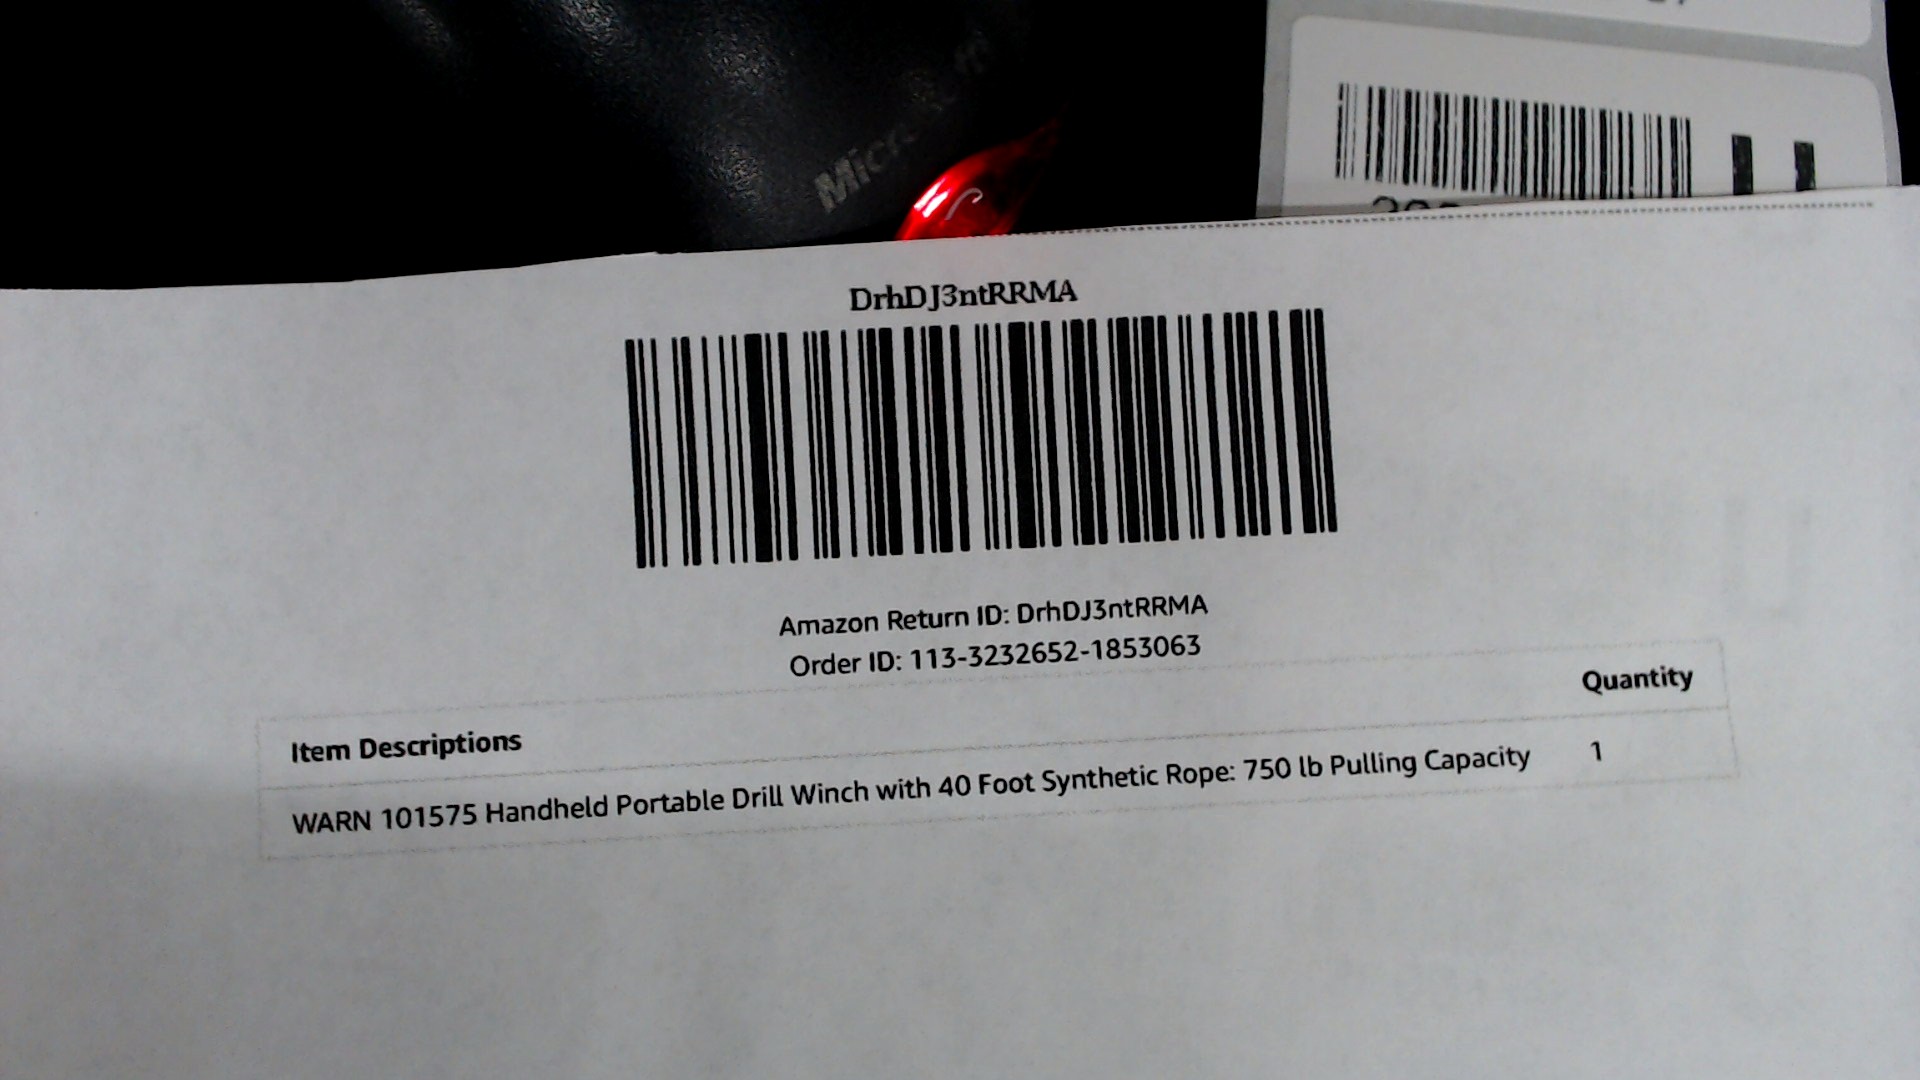 Microsoft
DrhDJ3ntRRMA
Amazon Return ID: DrhDJ3ntRRMA
Order ID: 113-3232652-1853063
Item Descriptions Quantity
WARN 101575 Handheld Portable Drill Winch with 40 Foot Synthetic Rope: 750 lb Pulling Capacity 1